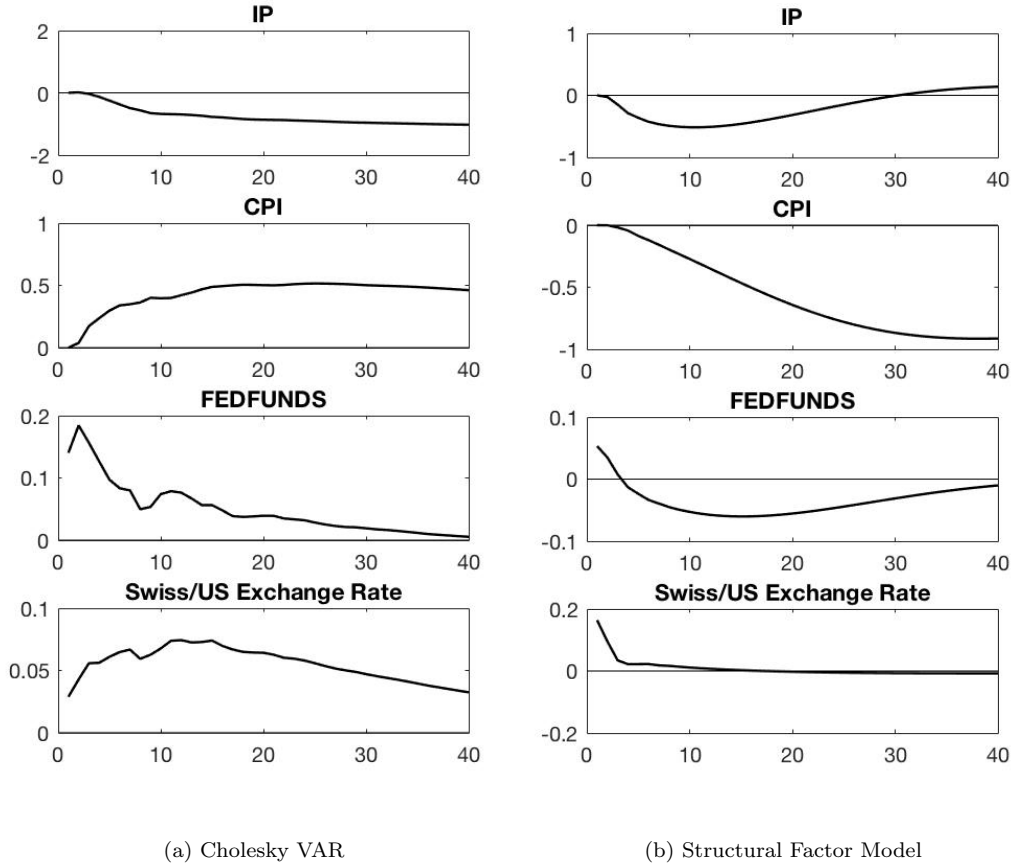 IP
2
0
-2
0 10 20 30 40
CPI
1
0.5
0
0 10 20 30 40
FEDFUNDS
0.2
0.1
0
0 10 20 30 40
Swiss/US Exchange Rate
0.1
0.05
0
0 10 20 30 40
(a) Cholesky VAR
IP
1
0
-1
0 10 20 30 40
CPI
0
-0.5
-1
0 10 20 30 40
FEDFUNDS
0.1
0
-0.1
0 10 20 30 40
Swiss/US Exchange Rate
0.2
0
-0.2
0 10 20 30 40
(b) Structural Factor Model